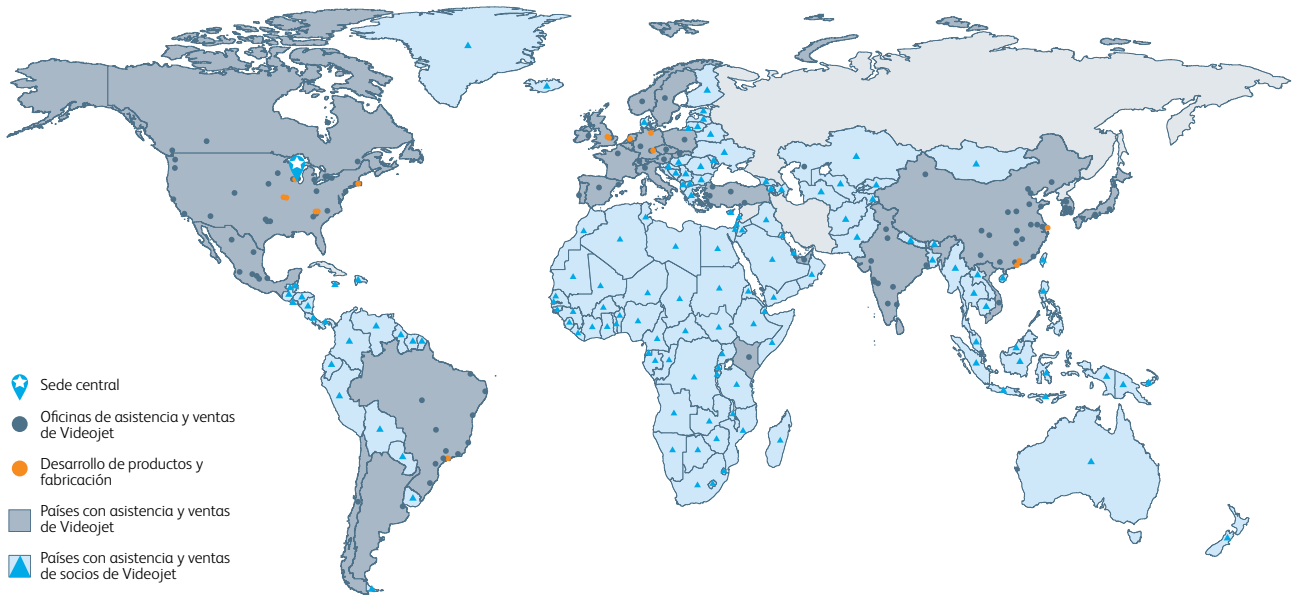 Sede central
Oficinas de asistencia y ventas
de Videojet
Desarrollo de productos y
fabricación
Países con asistencia y ventas
de Videojet
Países con asistencia y ventas
de socios de Videojet